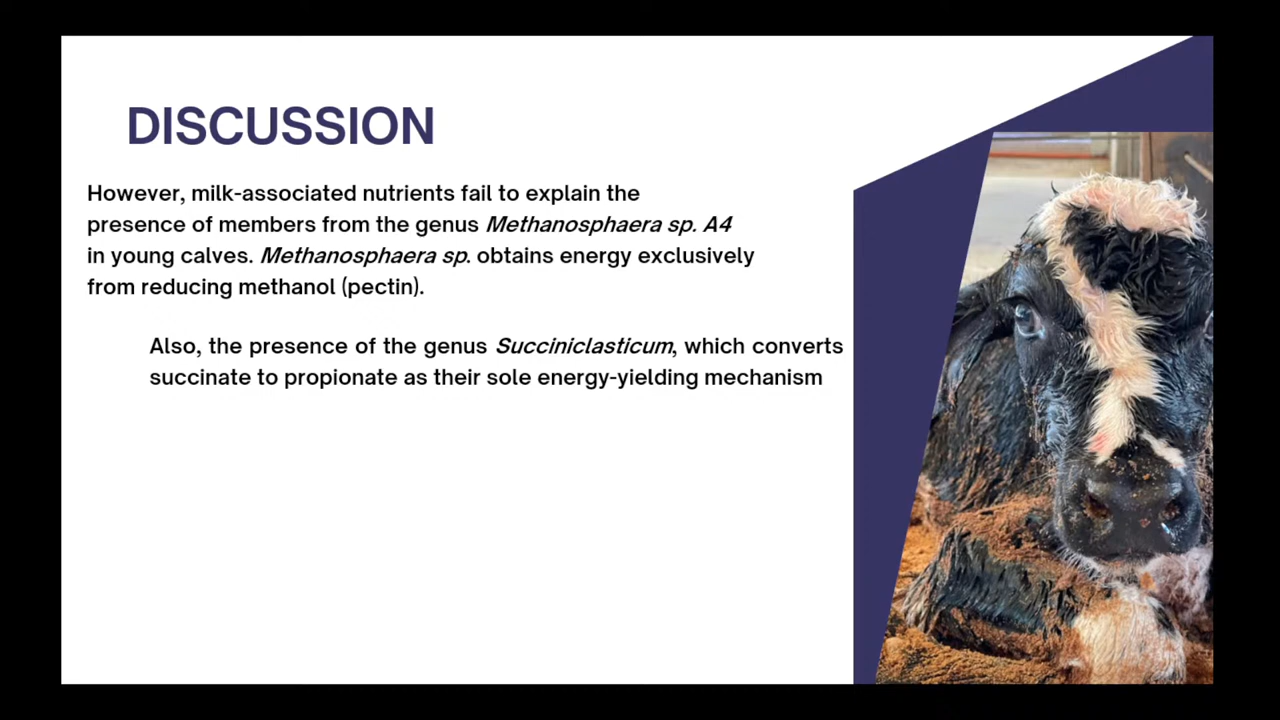 DISCUSSION
However, milk-associated nutrients fail to explain the
presence of members from the genus Methanosphaera sp. A4
in young calves. Methanosphaera sp. obtains energy exclusively
from reducing methanol (pectin).
Also, the presence of the genus Succiniclasticum, which converts
succinate to propionate as their sole energy-yielding mechanism